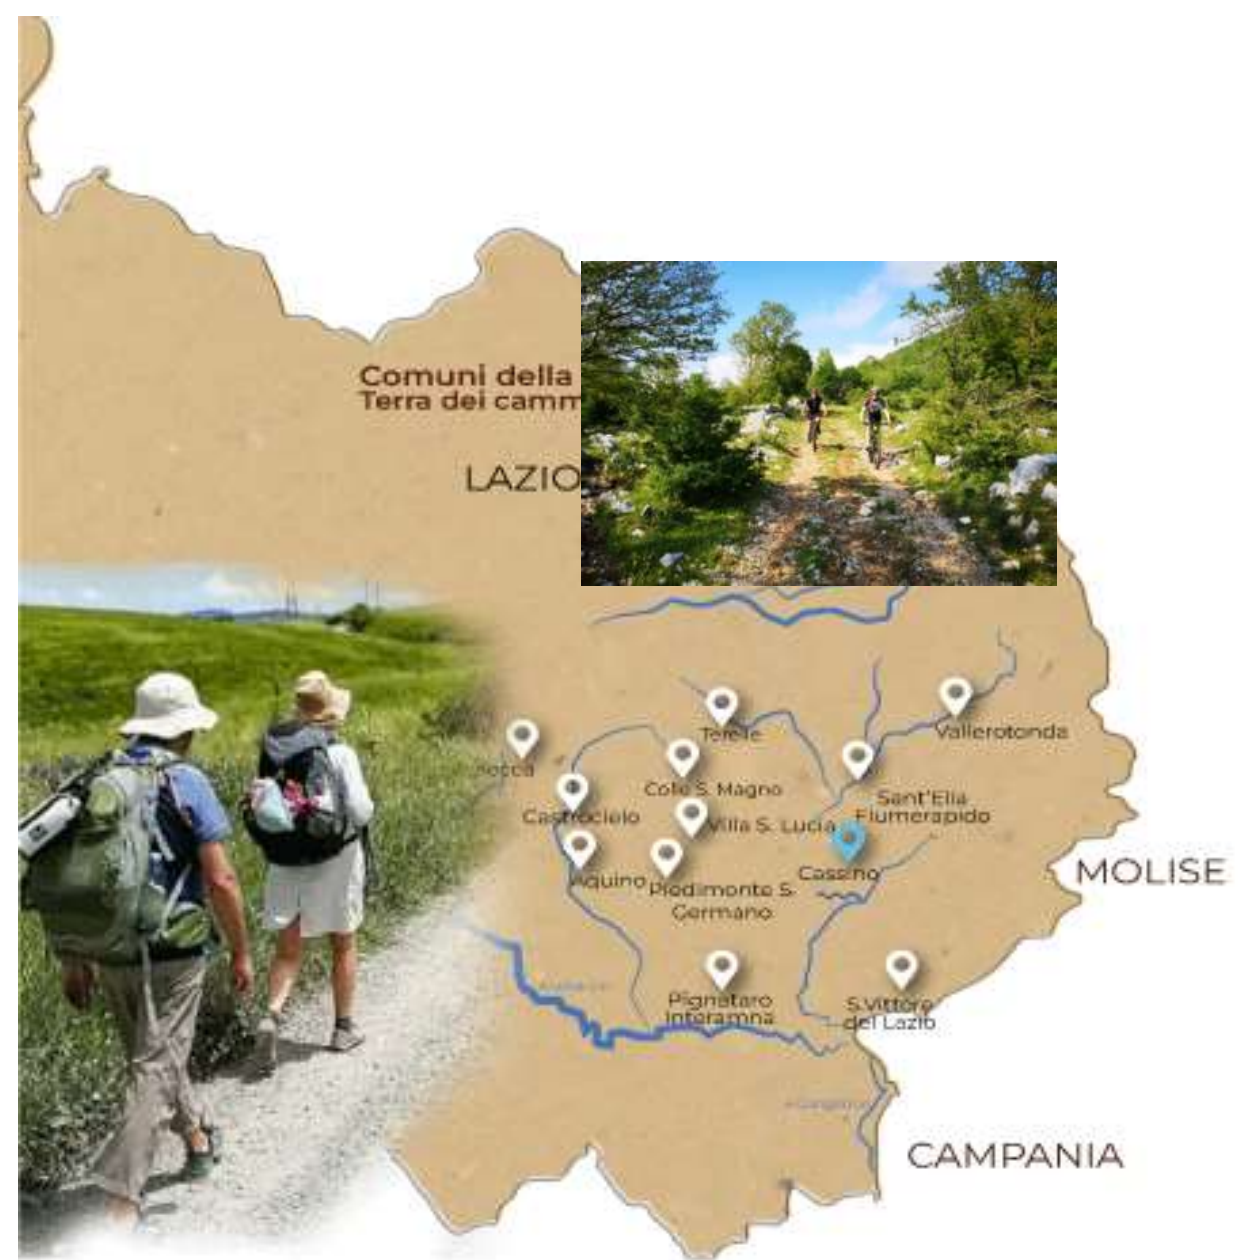 Comuni della
Terra dei camm
LAZIO
Terelle
Vallerotonda
Colle S. Magno
Castrocielo
Sant'Elia
Fiumerapido
Villa S. Lucia
Cassino
Aquino
Piedimonte S.
Germano
MOLISE
Pignataro
Interamna
S.Vittore
del Lazio
CAMPANIA